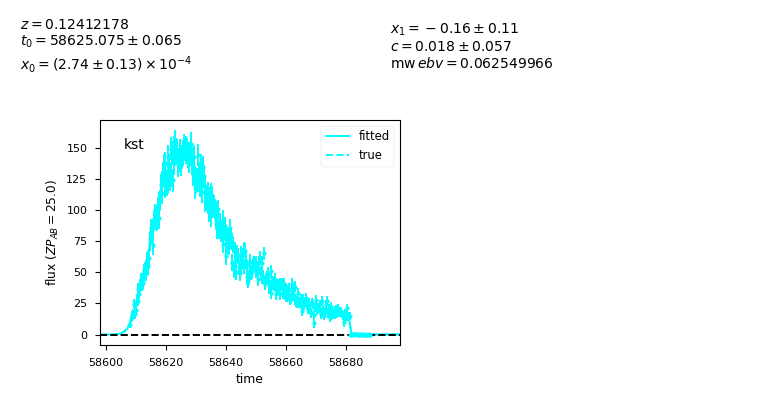 z = 0.12412178
t₀ = 58625.075 ± 0.065
x₀ = (2.74 ± 0.13) × 10⁻⁴
x₁ = −0.16 ± 0.11
c = 0.018 ± 0.057
mw ebv = 0.062549966
kst
fitted
true
150
125
100
75
50
25
0
flux (ZP_AB = 25.0)
58600 58620 58640 58660 58680
time